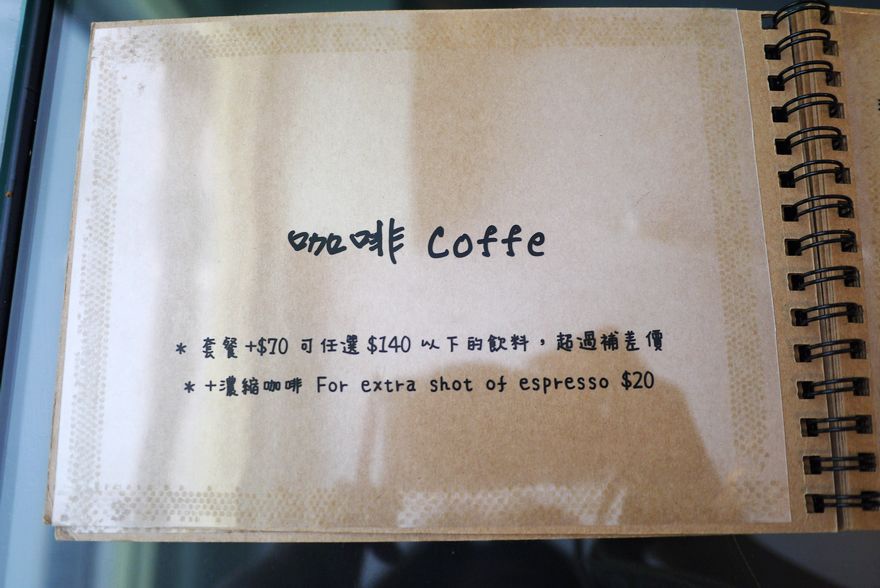 咖啡 Coffe
* 套餐+$70 可任選 $140 以下的飲料，超過補差價
* +濃縮咖啡 For extra shot of espresso $20